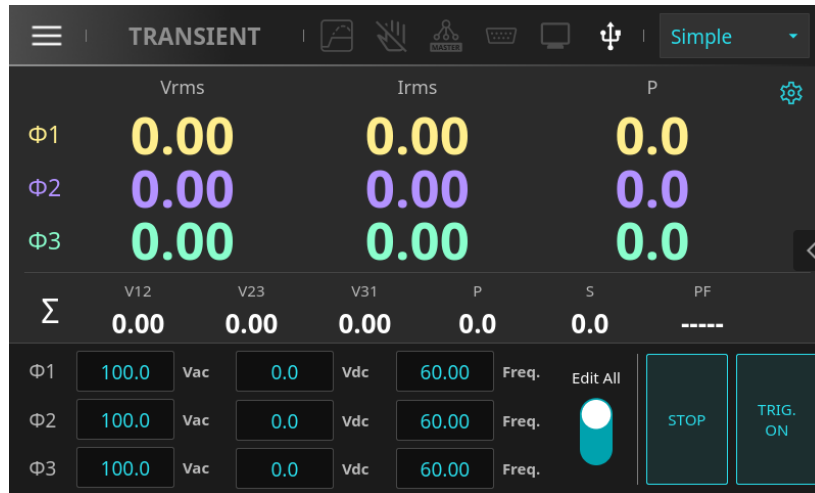 TRANSIENT MASTER Simple
Vrms Irms P
Φ1 0.00 0.00 0.0
Φ2 0.00 0.00 0.0
Φ3 0.00 0.00 0.0
V12 V23 V31 P S PF
Σ 0.00 0.00 0.00 0.0 0.0 -----
Φ1 100.0 Vac 0.0 Vdc 60.00 Freq. Edit All
Φ2 100.0 Vac 0.0 Vdc 60.00 Freq. STOP TRIG. ON
Φ3 100.0 Vac 0.0 Vdc 60.00 Freq.